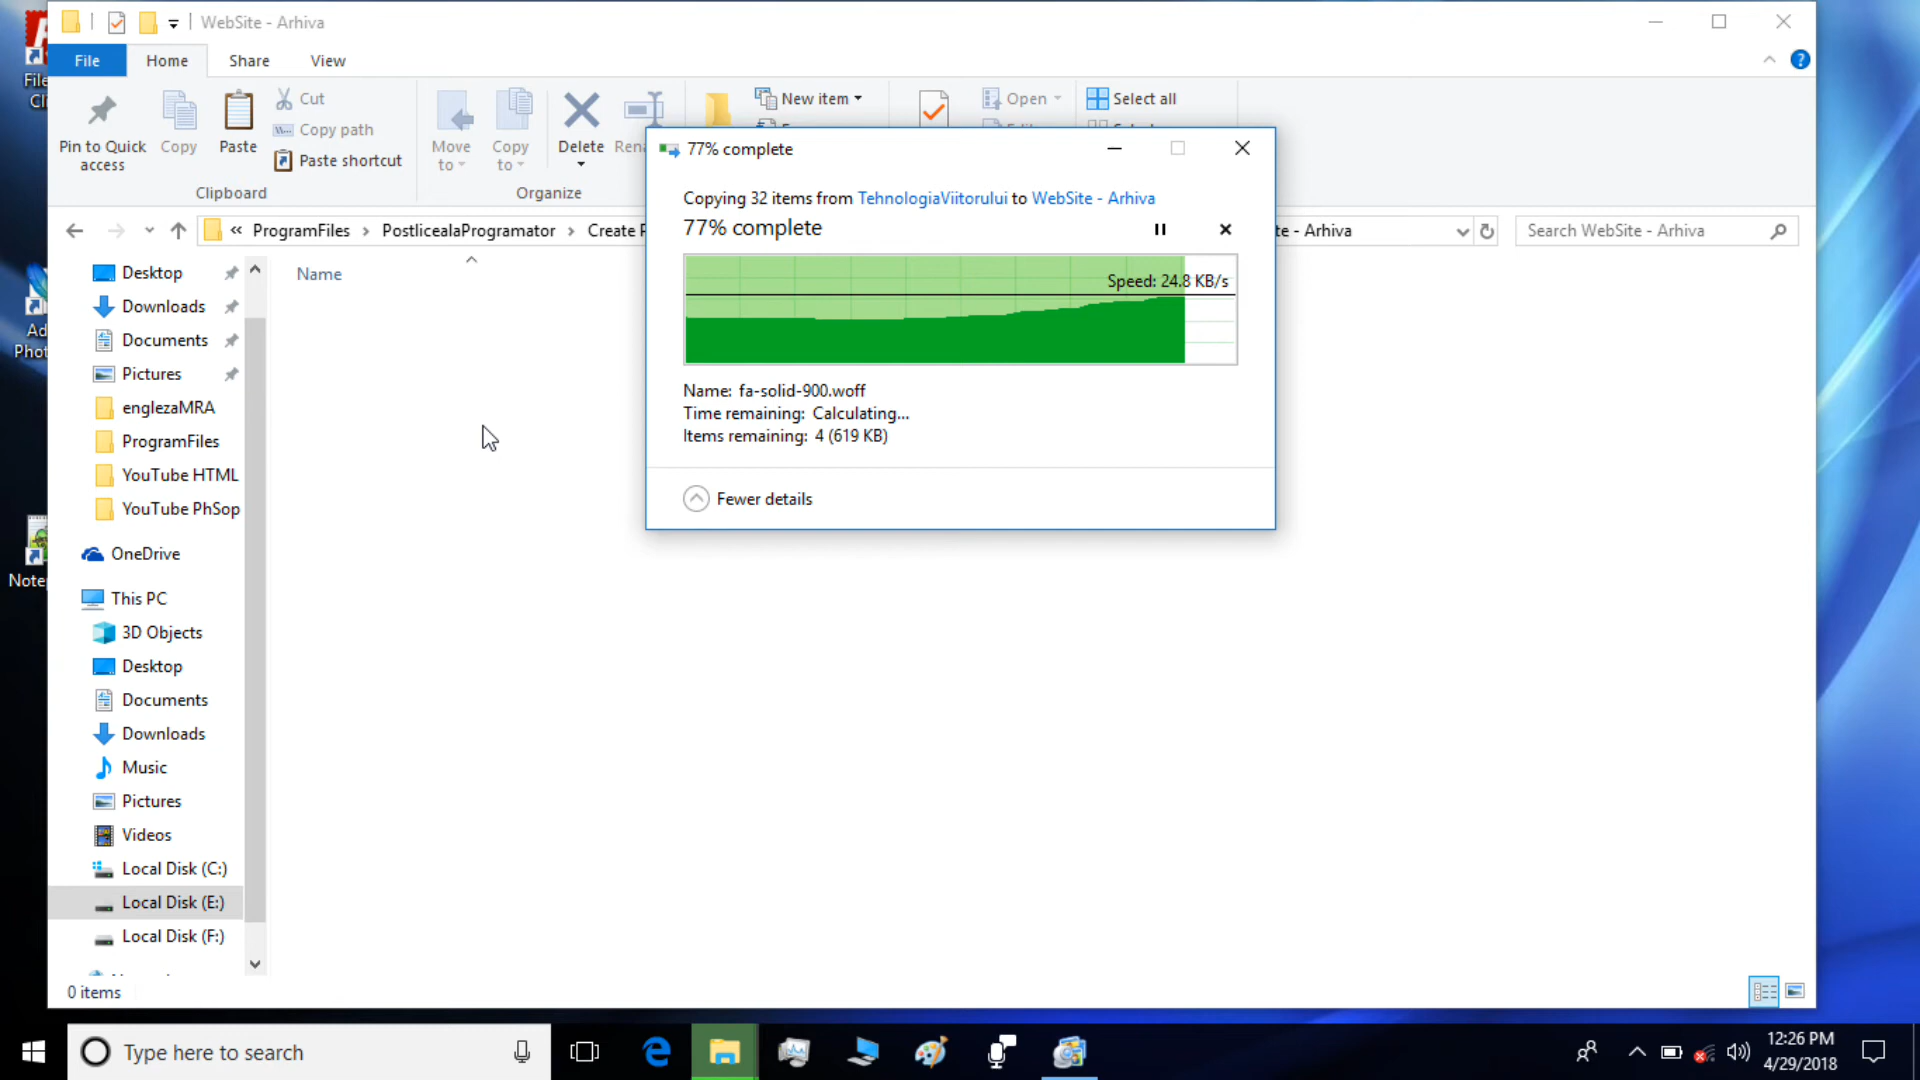 WebSite - Arhiva
File Home Share View
Pin to Quick access
Copy
Paste
Cut
Copy path
Paste shortcut
Clipboard
Move to
Copy to
Delete
Organize
New item
Open
Select all
77% complete
Copying 32 items from TehnologiaViitorului to WebSite - Arhiva
77% complete
Speed: 24.8 KB/s
Name: fa-solid-900.woff
Time remaining: Calculating...
Items remaining: 4 (619 KB)
Fewer details
« ProgramFiles › PostlicealaProgramator › Create
Arhiva
Search WebSite - Arhiva
Name
Desktop
Downloads
Documents
Pictures
englezaMRA
ProgramFiles
YouTube HTML
YouTube PhSop
OneDrive
This PC
3D Objects
Desktop
Documents
Downloads
Music
Pictures
Videos
Local Disk (C:)
Local Disk (E:)
Local Disk (F:)
0 items
Type here to search
12:26 PM
4/29/2018